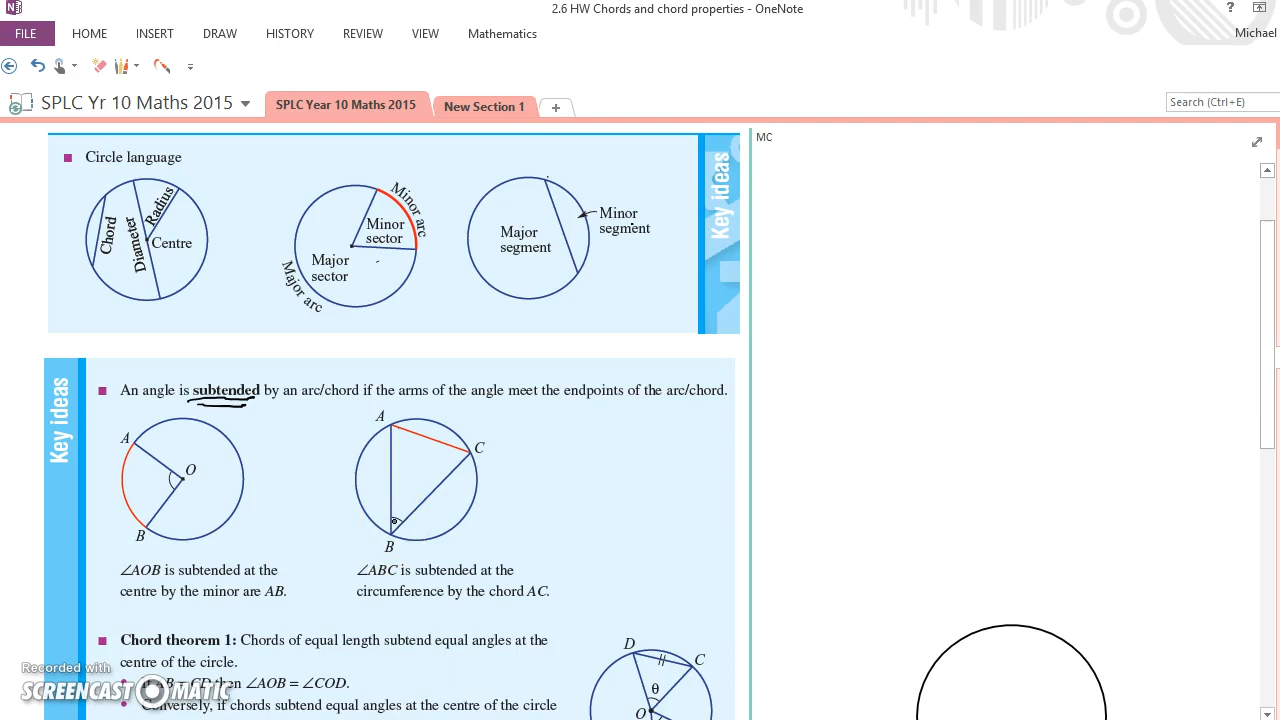 2.6 HW Chords and chord properties - OneNote
FILE HOME INSERT DRAW HISTORY REVIEW VIEW Mathematics
Michael
SPLC Yr 10 Maths 2015
SPLC Year 10 Maths 2015
New Section 1
Search (Ctrl+E)
MC
Circle language
Chord
Diameter
Radius
Centre
Minor arc
Minor
sector
Major
sector
Major arc
Major
segment
Minor
segment
Key ideas
Key ideas
An angle is subtended by an arc/chord if the arms of the angle meet the endpoints of the arc/chord.
A
O
B
A
C
B
∠AOB is subtended at the
centre by the minor are AB.
∠ABC is subtended at the
circumference by the chord AC.
Chord theorem 1: Chords of equal length subtend equal angles at the
centre of the circle.
then ∠AOB = ∠COD.
Conversely, if chords subtend equal angles at the centre of the circle
D
C
θ
O
Recorded with
SCREENCAST MATIC